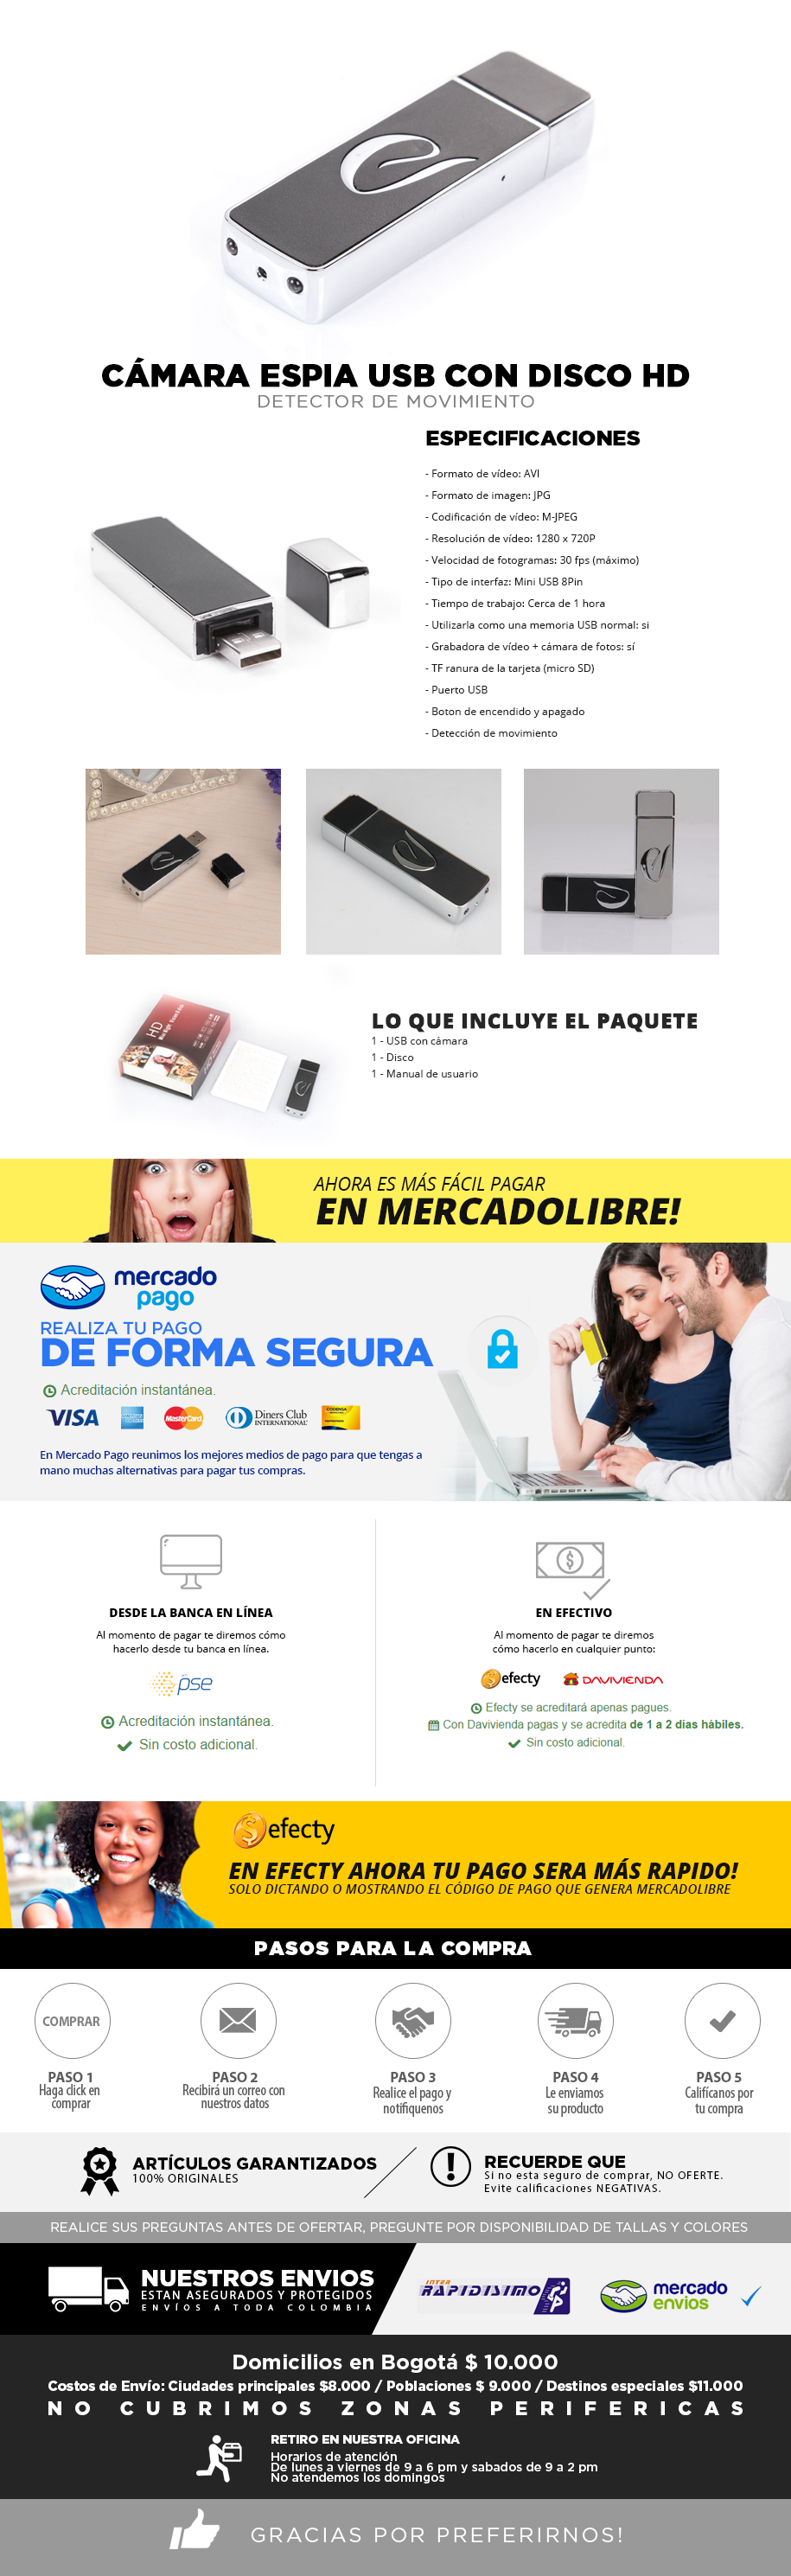 CÁMARA ESPIA USB CON DISCO HD
DETECTOR DE MOVIMIENTO
ESPECIFICACIONES
- Formato de vídeo: AVI
- Formato de imagen: JPG
- Codificación de vídeo: M-JPEG
- Resolución de vídeo: 1280 x 720P
- Velocidad de fotogramas: 30 fps (máximo)
- Tipo de interfaz: Mini USB 8Pin
- Tiempo de trabajo: Cerca de 1 hora
- Utilizarla como una memoria USB normal: si
- Grabadora de vídeo + cámara de fotos: sí
- TF ranura de la tarjeta (micro SD)
- Puerto USB
- Boton de encendido y apagado
- Detección de movimiento
HD
LO QUE INCLUYE EL PAQUETE
1 - USB con cámara
1 - Disco
1 - Manual de usuario
AHORA ES MÁS FÁCIL PAGAR
EN MERCADOLIBRE!
mercado
pago
REALIZA TU PAGO
DE FORMA SEGURA
Acreditación instantánea.
VISA
MasterCard
Diners Club
INTERNATIONAL
CODENSA
En Mercado Pago reunimos los mejores medios de pago para que tengas a
mano muchas alternativas para pagar tus compras.
DESDE LA BANCA EN LÍNEA
Al momento de pagar te diremos cómo
hacerlo desde tu banca en línea.
pse
Acreditación instantánea.
Sin costo adicional.
EN EFECTIVO
Al momento de pagar te diremos
cómo hacerlo en cualquier punto:
efecty
DAVIVIENDA
Efecty se acreditará apenas pagues.
Con Davivienda pagas y se acredita de 1 a 2 dias hábiles.
Sin costo adicional.
efecty
EN EFECTY AHORA TU PAGO SERA MÁS RAPIDO!
SOLO DICTANDO O MOSTRANDO EL CÓDIGO DE PAGO QUE GENERA MERCADOLIBRE
PASOS PARA LA COMPRA
COMPRAR
PASO 1
Haga click en
comprar
PASO 2
Recibirá un correo con
nuestros datos
PASO 3
Realice el pago y
notifiquenos
PASO 4
Le enviamos
su producto
PASO 5
Califícanos por
tu compra
ARTÍCULOS GARANTIZADOS
100% ORIGINALES
RECUERDE QUE
Si no esta seguro de comprar, NO OFERTE.
Evite calificaciones NEGATIVAS.
REALICE SUS PREGUNTAS ANTES DE OFERTAR, PREGUNTE POR DISPONIBILIDAD DE TALLAS Y COLORES
NUESTROS ENVIOS
ESTAN ASEGURADOS Y PROTEGIDOS
ENVÍOS A TODA COLOMBIA
INTER
RAPIDISIMO
mercado
envios
Domicilios en Bogotá $ 10.000
Costos de Envío: Ciudades principales $8.000 / Poblaciones $ 9.000 / Destinos especiales $11.000
NO CUBRIMOS ZONAS PERIFERICAS
RETIRO EN NUESTRA OFICINA
Horarios de atención
De lunes a viernes de 9 a 6 pm y sabados de 9 a 2 pm
No atendemos los domingos
GRACIAS POR PREFERIRNOS!